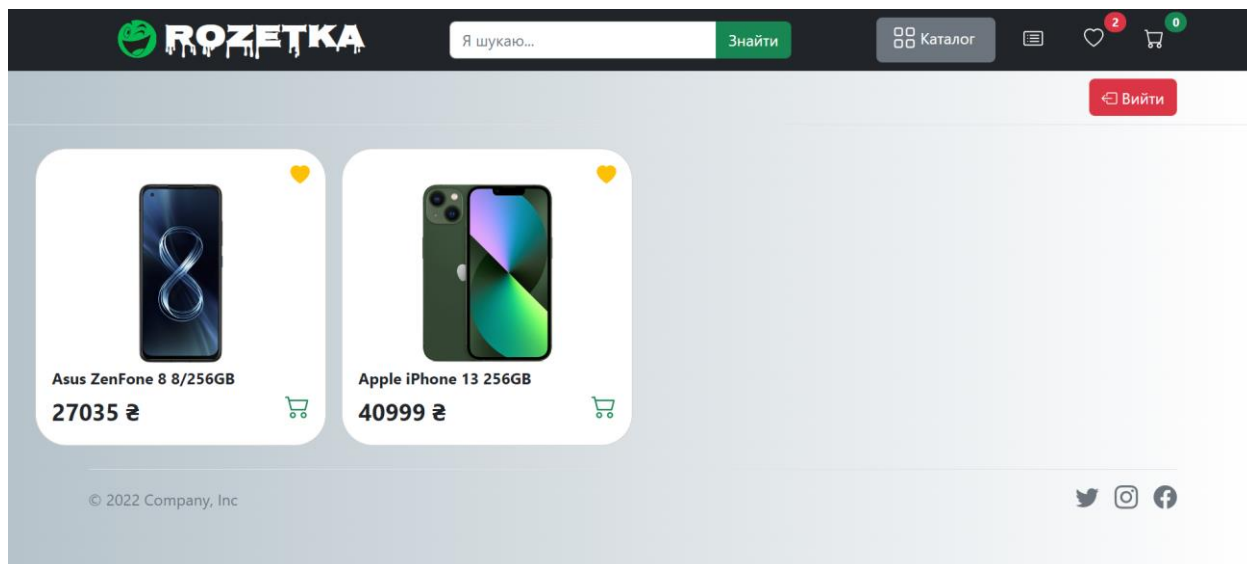 ROZETKA
Я шукаю...
Знайти
Каталог
2
0
Вийти
Asus ZenFone 8 8/256GB
27035 ₴
Apple iPhone 13 256GB
40999 ₴
© 2022 Company, Inc